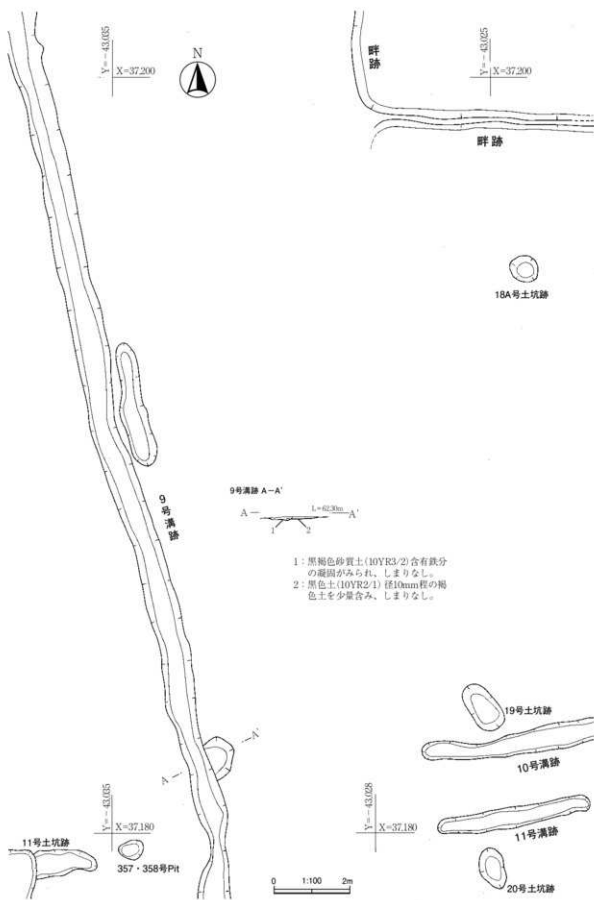 Y=-43.035
X=37.200
N
畔跡
Y=-43.025
X=37.200
畔跡
18A号土坑跡
9号溝跡
9号溝跡 A-A'
A
L=62.30m
A'
1
2
1:黒褐色砂質土(10YR3/2)含有鉄分
の凝固がみられ、しまりなし。
2:黒色土(10YR2/1)径10mm程の褐
色土を少量含み、しまりなし。
19号土坑跡
10号溝跡
A'
A
Y=-43.035
X=37.180
Y=-43.028
X=37.180
11号溝跡
11号土坑跡
357・358号Pit
20号土坑跡
0
1:100
2m